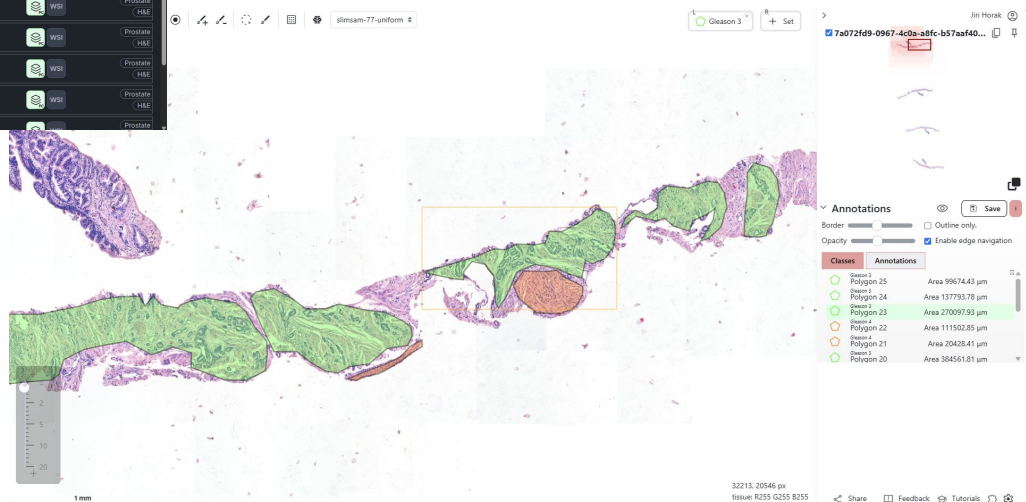 WSI
Prostate
H&E
WSI
Prostate
H&E
WSI
Prostate
H&E
WSI
Prostate
H&E
WSI
Prostate
slimsam-77-uniform
L
Gleason 3
R
+ Set
Jiri Horak
7a072fd9-0967-4c0a-a8fc-b57aaf40...
Annotations
Save
Border
Outline only.
Opacity
Enable edge navigation
Classes
Annotations
Gleason 3
Polygon 25
Area 99674.43 µm
Gleason 3
Polygon 24
Area 137793.78 µm
Gleason 3
Polygon 23
Area 270097.93 µm
Gleason 4
Polygon 22
Area 111502.85 µm
Gleason 4
Polygon 21
Area 20428.41 µm
Gleason 3
Polygon 20
Area 384561.81 µm
2
5
10
20
1 mm
32213, 20546 px
tissue: R255 G255 B255
Share
Feedback
Tutorials